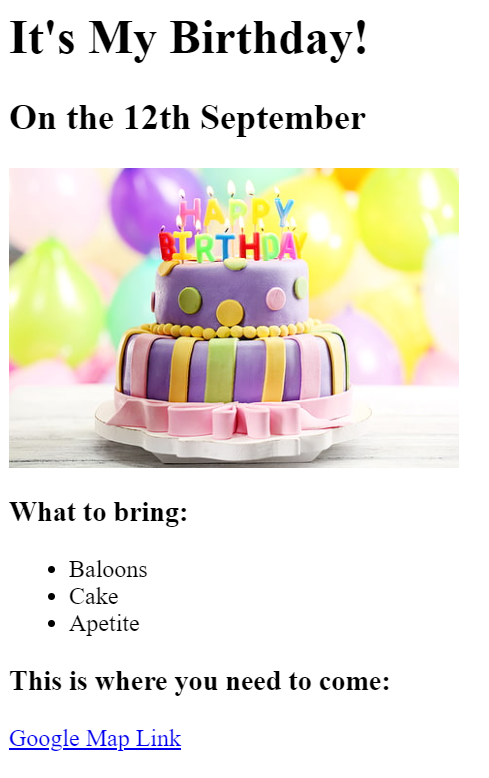 It's My Birthday!
On the 12th September
HAPPY
BIRTHDAY
What to bring:
Baloons
Cake
Apetite
This is where you need to come:
Google Map Link